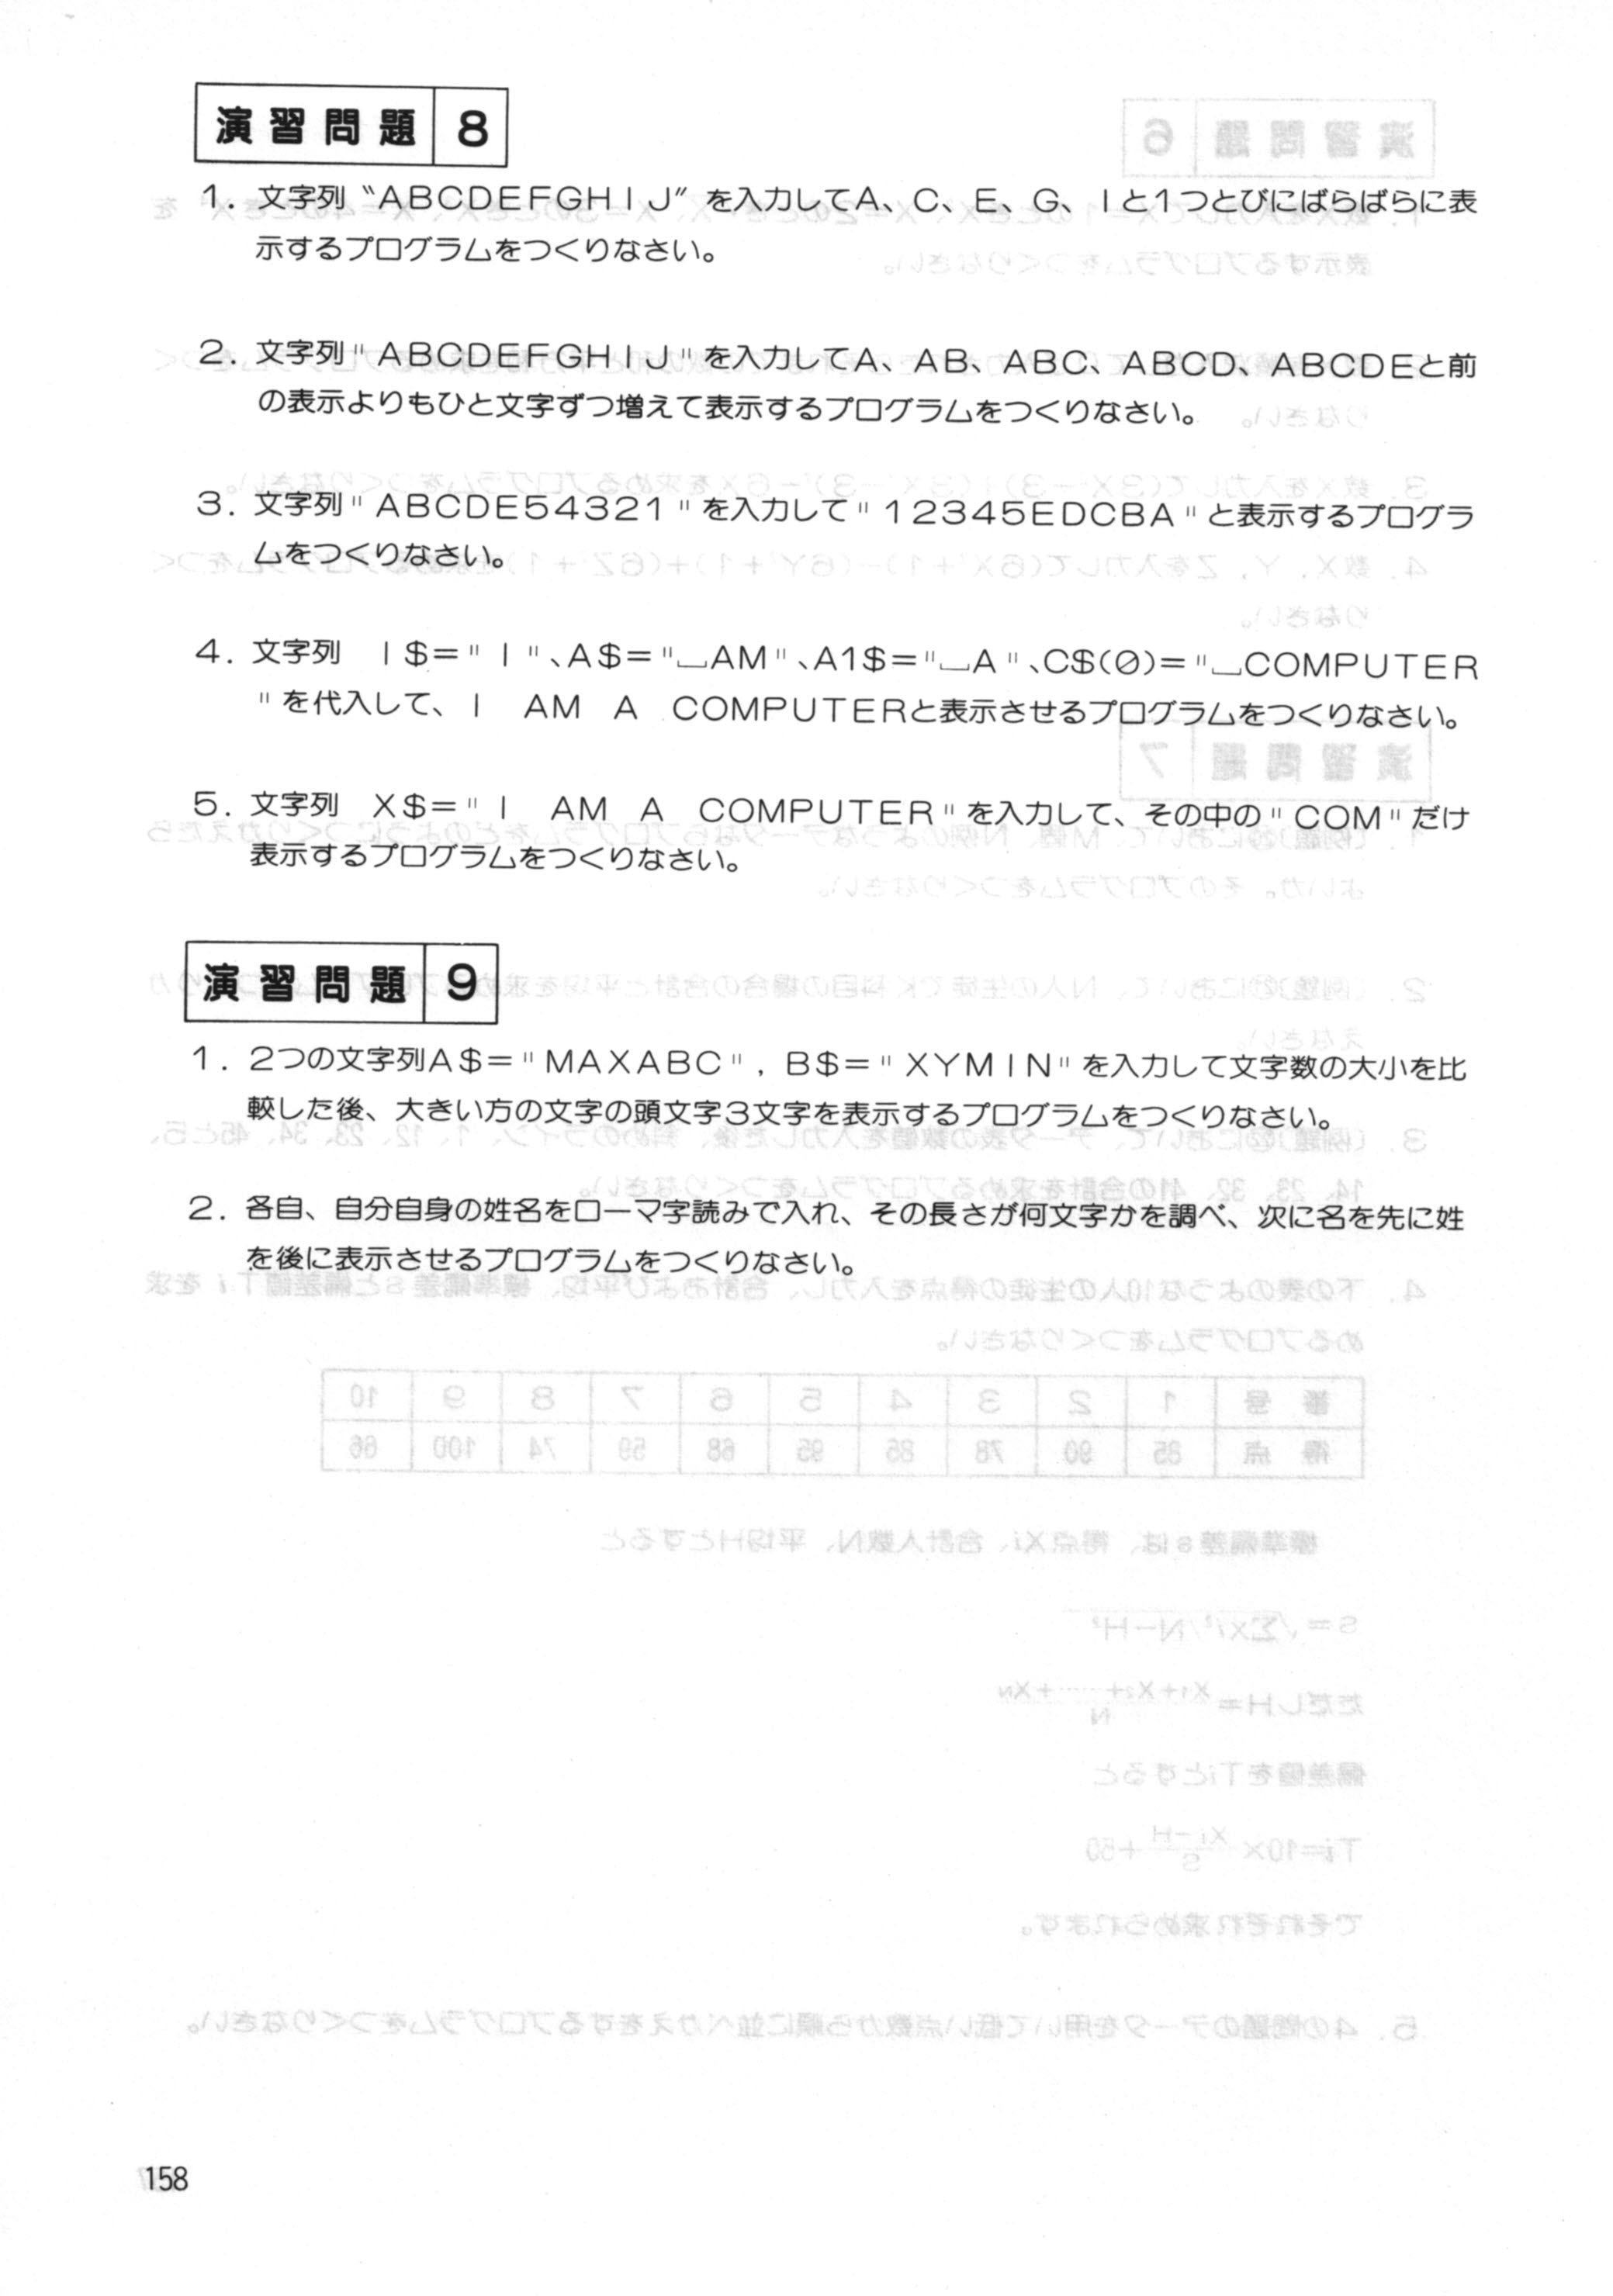 演習問題 8
1. 文字列〝ABCDEFGHIJ〞を入力してA、C、E、G、Iと1つとびにばらばらに表
示するプログラムをつくりなさい。
2. 文字列"ABCDEFGHIJ"を入力してA、AB、ABC、ABCD、ABCDEと前
の表示よりもひと文字ずつ増えて表示するプログラムをつくりなさい。
3. 文字列"ABCDE54321"を入力して"12345EDCBA"と表示するプログラ
ムをつくりなさい。
4. 文字列 I$="I"、A$="␣AM"、A1$="␣A"、C$(0)="␣COMPUTER
"を代入して、I AM A COMPUTERと表示させるプログラムをつくりなさい。
5. 文字列 X$="I AM A COMPUTER"を入力して、その中の"COM"だけ
表示するプログラムをつくりなさい。
演習問題 9
1. 2つの文字列A$="MAXABC", B$="XYMIN"を入力して文字数の大小を比
較した後、大きい方の文字の頭文字3文字を表示するプログラムをつくりなさい。
2. 各自、自分自身の姓名をローマ字読みで入れ、その長さが何文字かを調べ、次に名を先に姓
を後に表示させるプログラムをつくりなさい。
158